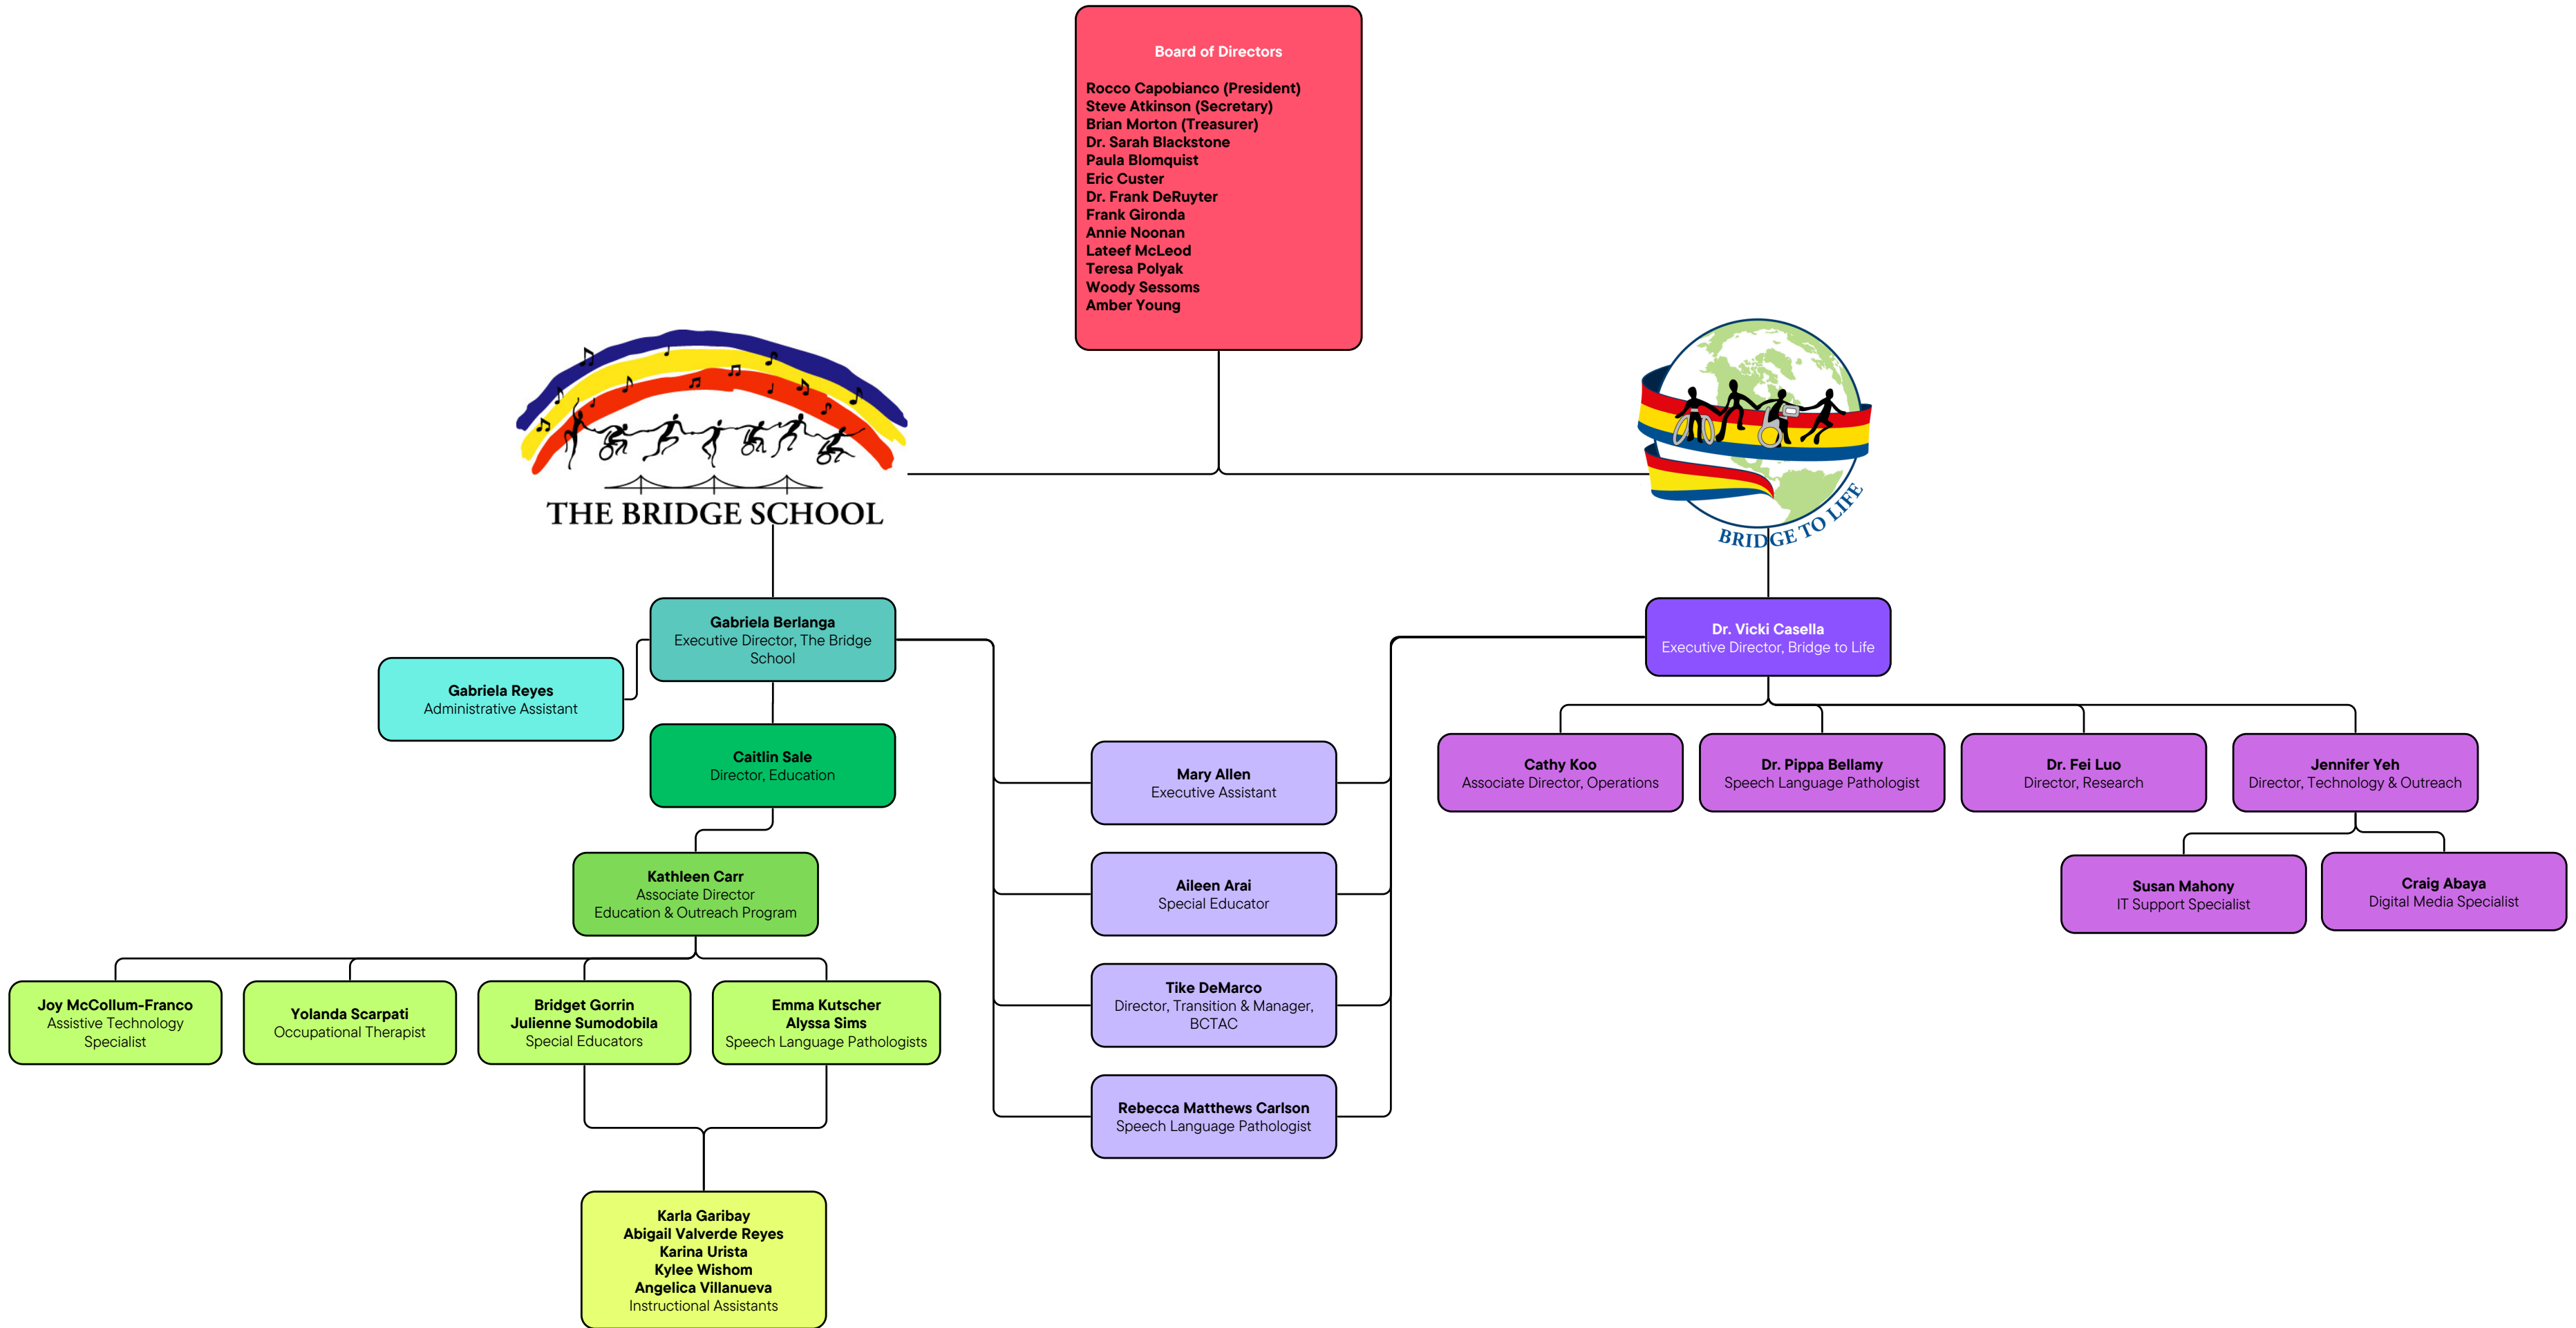 Board of Directors
Rocco Capobianco (President)
Steve Atkinson (Secretary)
Brian Morton (Treasurer)
Dr. Sarah Blackstone
Paula Blomquist
Eric Custer
Dr. Frank DeRuyter
Frank Gironda
Annie Noonan
Lateef McLeod
Teresa Polyak
Woody Sessoms
Amber Young
THE BRIDGE SCHOOL
BRIDGE TO LIFE
Gabriela Berlanga
Executive Director, The Bridge
School
Dr. Vicki Casella
Executive Director, Bridge to Life
Gabriela Reyes
Administrative Assistant
Caitlin Sale
Director, Education
Mary Allen
Executive Assistant
Cathy Koo
Associate Director, Operations
Dr. Pippa Bellamy
Speech Language Pathologist
Dr. Fei Luo
Director, Research
Jennifer Yeh
Director, Technology & Outreach
Kathleen Carr
Associate Director
Education & Outreach Program
Aileen Arai
Special Educator
Susan Mahony
IT Support Specialist
Craig Abaya
Digital Media Specialist
Joy McCollum-Franco
Assistive Technology
Specialist
Yolanda Scarpati
Occupational Therapist
Bridget Gorrin
Julienne Sumodobila
Special Educators
Emma Kutscher
Alyssa Sims
Speech Language Pathologists
Tike DeMarco
Director, Transition & Manager,
BCTAC
Rebecca Matthews Carlson
Speech Language Pathologist
Karla Garibay
Abigail Valverde Reyes
Karina Urista
Kylee Wishom
Angelica Villanueva
Instructional Assistants